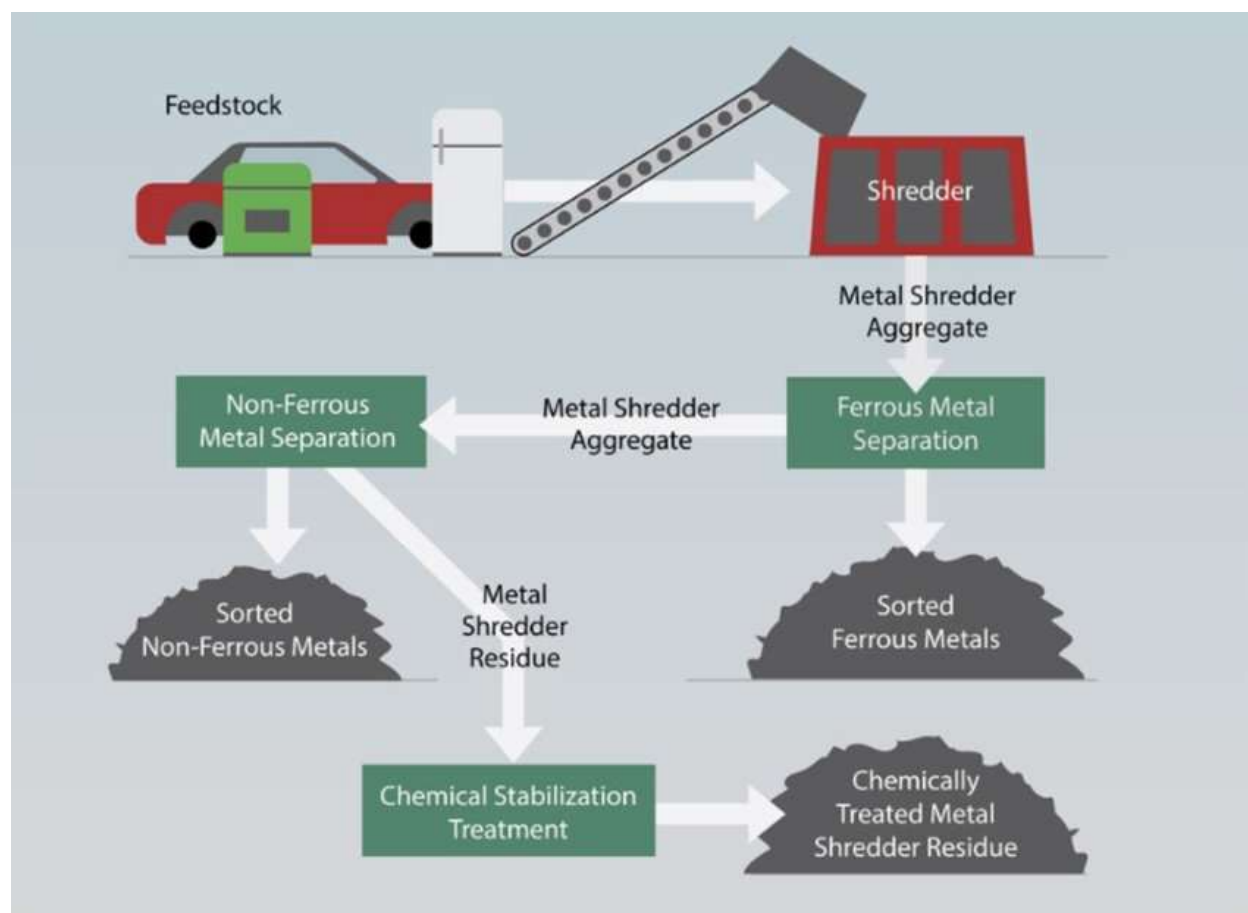 Feedstock
Shredder
Metal Shredder
Aggregate
Non-Ferrous
Metal Separation
Metal Shredder
Aggregate
Ferrous Metal
Separation
Sorted
Non-Ferrous Metals
Metal
Shredder
Residue
Sorted
Ferrous Metals
Chemical Stabilization
Treatment
Chemically
Treated Metal
Shredder Residue